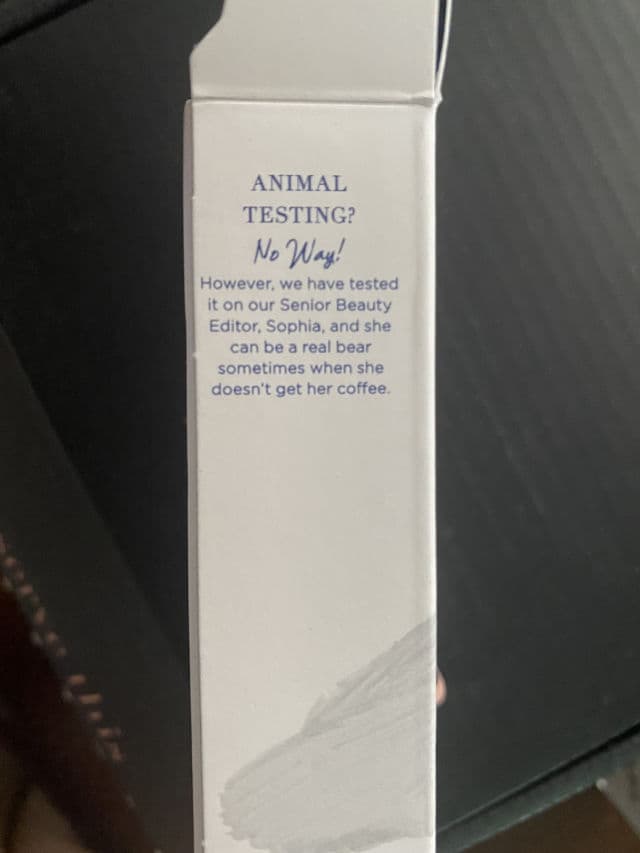 ANIMAL
TESTING?
No Way!
However, we have tested
it on our Senior Beauty
Editor, Sophia, and she
can be a real bear
sometimes when she
doesn't get her coffee.